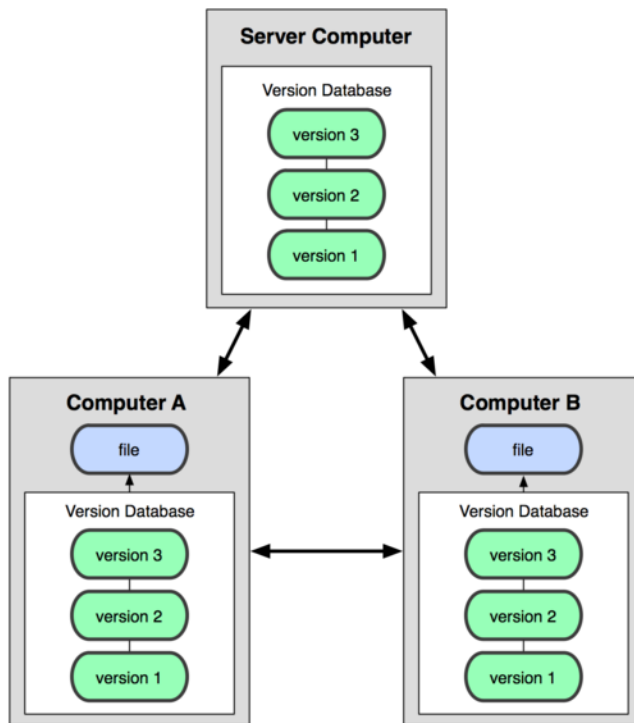 Server Computer
Version Database
version 3
version 2
version 1
Computer A
file
Version Database
version 3
version 2
version 1
Computer B
file
Version Database
version 3
version 2
version 1